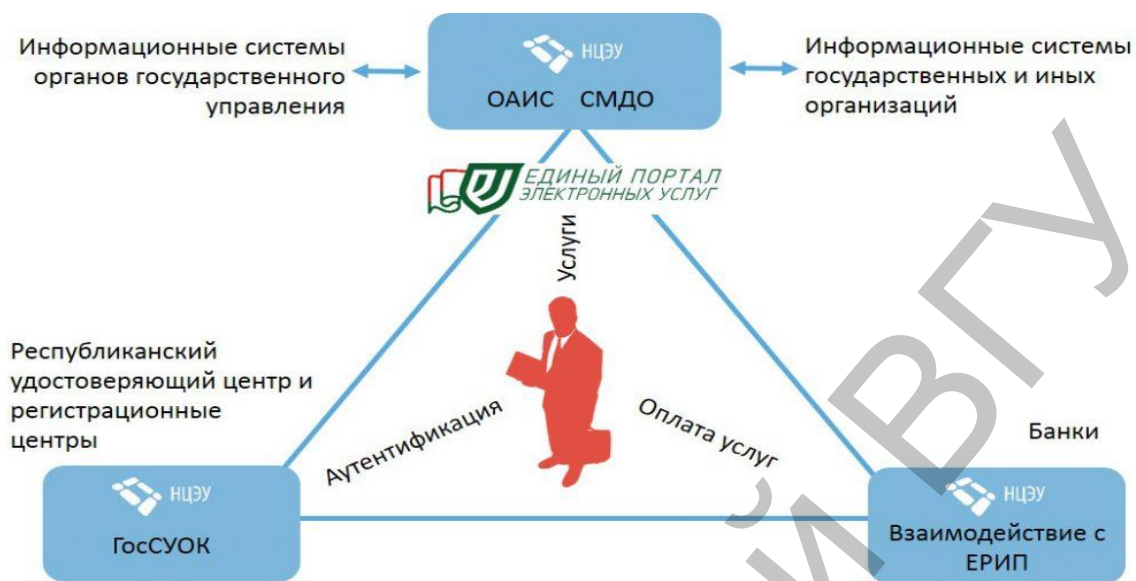 Информационные системы
органов государственного
управления
НЦЭУ
ОАИС СМДО
Информационные системы
государственных и иных
организаций
ЕДИНЫЙ ПОРТАЛ
ЭЛЕКТРОННЫХ УСЛУГ
Услуги
Республиканский
удостоверяющий центр и
регистрационные
центры
Аутентификация
Оплата услуг
Банки
НЦЭУ
ГосСУОК
НЦЭУ
Взаимодействие с
ЕРИП
Й ВГУ